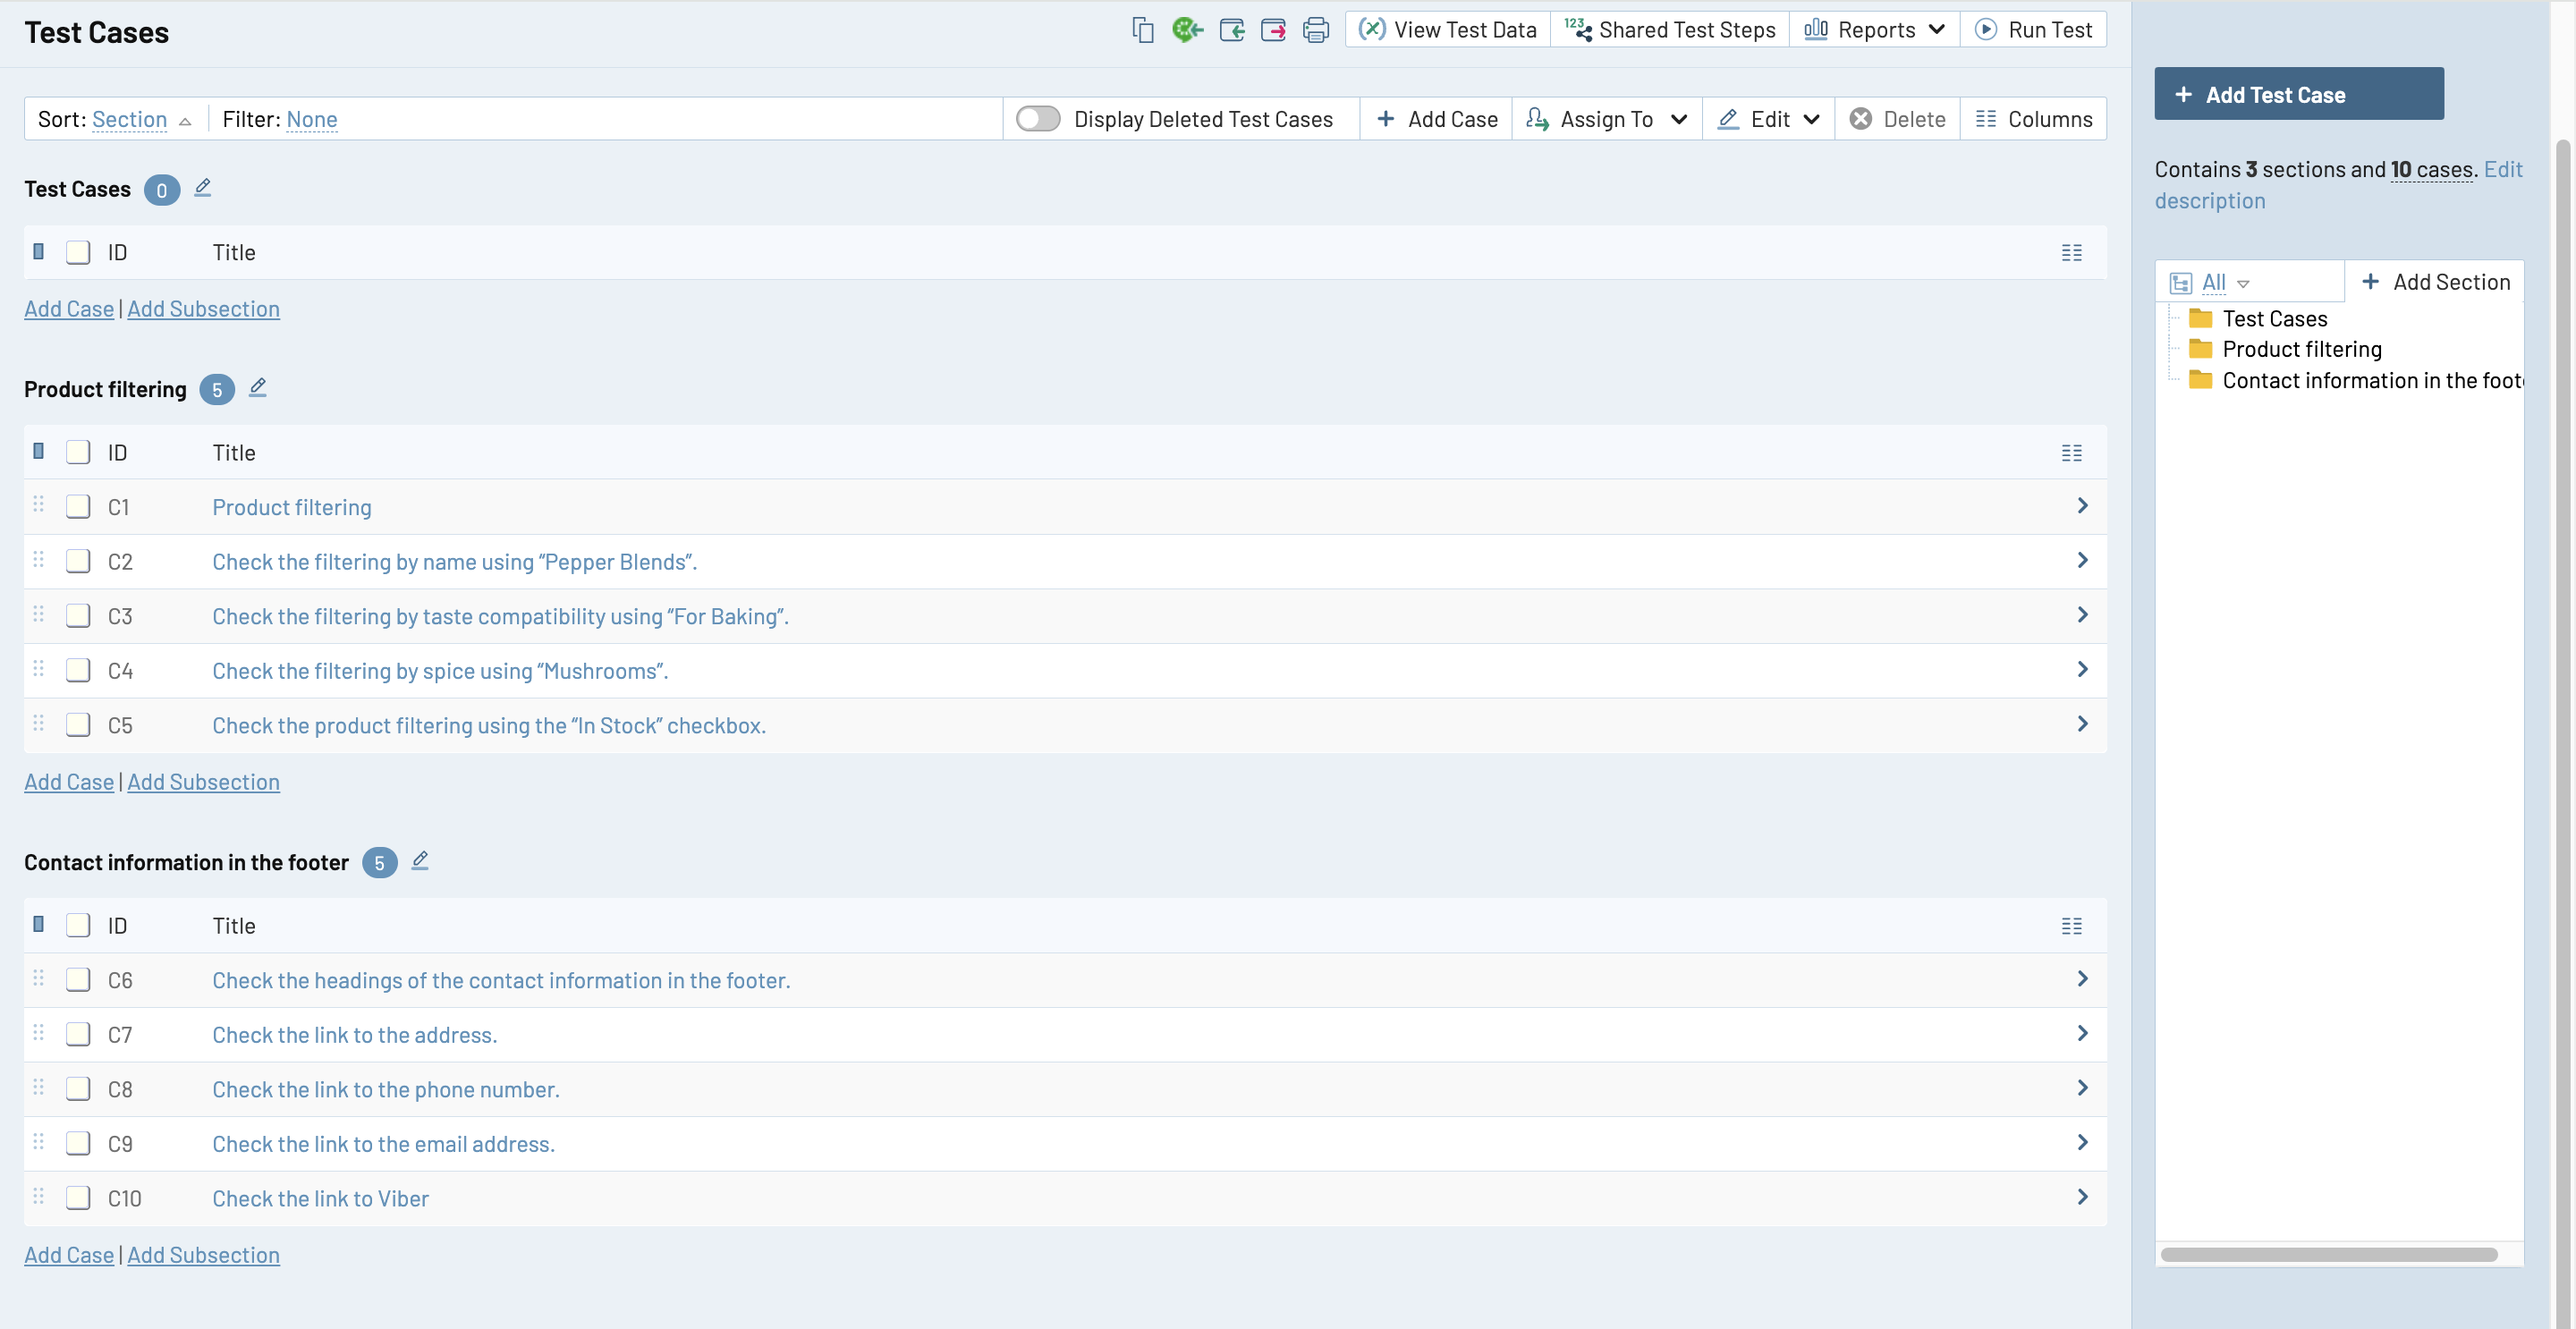 Test Cases
View Test Data
123 Shared Test Steps
Reports
Run Test
Sort: Section
Filter: None
Display Deleted Test Cases
Add Case
Assign To
Edit
Delete
Columns
Test Cases 0
ID Title
Add Case | Add Subsection
Product filtering 5
ID Title
C1 Product filtering
C2 Check the filtering by name using “Pepper Blends”.
C3 Check the filtering by taste compatibility using “For Baking”.
C4 Check the filtering by spice using “Mushrooms”.
C5 Check the product filtering using the “In Stock” checkbox.
Add Case | Add Subsection
Contact information in the footer 5
ID Title
C6 Check the headings of the contact information in the footer.
C7 Check the link to the address.
C8 Check the link to the phone number.
C9 Check the link to the email address.
C10 Check the link to Viber
Add Case | Add Subsection
+ Add Test Case
Contains 3 sections and 10 cases. Edit
description
All
+ Add Section
Test Cases
Product filtering
Contact information in the foot